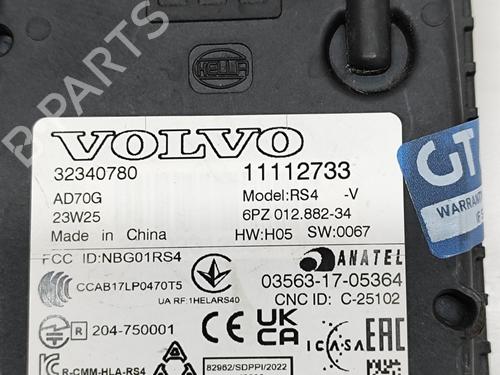 B PARTS
HELLA
VOLVO
32340780 11112733
AD70G Model:RS4 -V
23W25 6PZ 012.882-34
Made in China HW:H05 SW:0067
FCC ID:NBG01RS4 ANATEL
CCAB17LP0470T5 UA RF:1HELARS40 03563-17-05364
CNC ID: C-25102
R 204-750001 CE UK CA ICASA EAC
R-CMM-HLA-RS4 82962/SDPPI/2022
GT
WARRANTY
IF